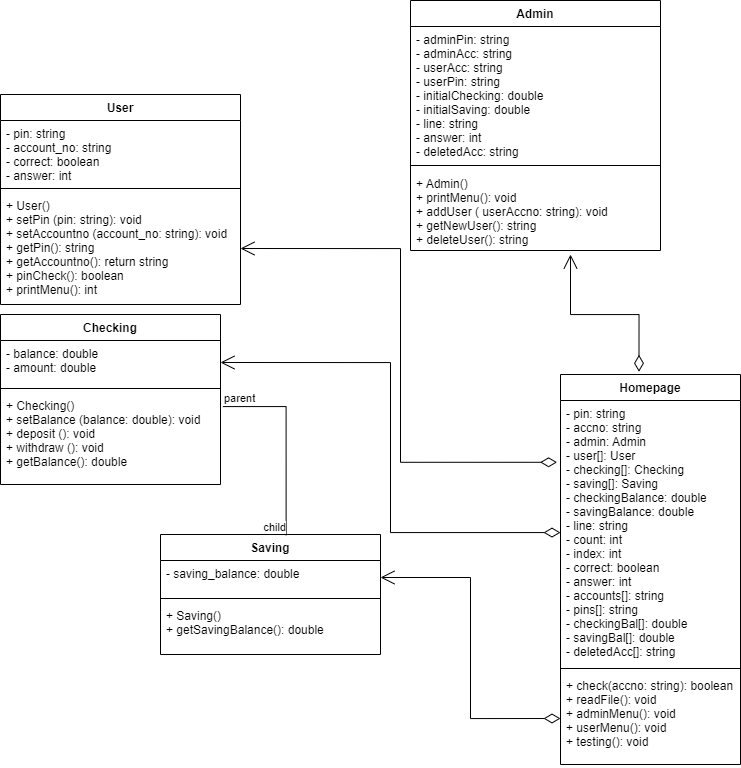 Admin
- adminPin: string
- adminAcc: string
- userAcc: string
- userPin: string
- initialChecking: double
- initialSaving: double
- line: string
- answer: int
- deletedAcc: string
+ Admin()
+ printMenu(): void
+ addUser ( userAccno: string): void
+ getNewUser(): string
+ deleteUser(): string
User
- pin: string
- account_no: string
- correct: boolean
- answer: int
+ User()
+ setPin (pin: string): void
+ setAccountno (account_no: string): void
+ getPin(): string
+ getAccountno(): return string
+ pinCheck(): boolean
+ printMenu(): int
Checking
- balance: double
- amount: double
+ Checking()
+ setBalance (balance: double): void
+ deposit (): void
+ withdraw (): void
+ getBalance(): double
parent
child
Saving
- saving_balance: double
+ Saving()
+ getSavingBalance(): double
Homepage
- pin: string
- accno: string
- admin: Admin
- user[]: User
- checking[]: Checking
- saving[]: Saving
- checkingBalance: double
- savingBalance: double
- line: string
- count: int
- index: int
- correct: boolean
- answer: int
- accounts[]: string
- pins[]: string
- checkingBal[]: double
- savingBal[]: double
- deletedAcc[]: string
+ check(accno: string): boolean
+ readFile(): void
+ adminMenu(): void
+ userMenu(): void
+ testing(): void